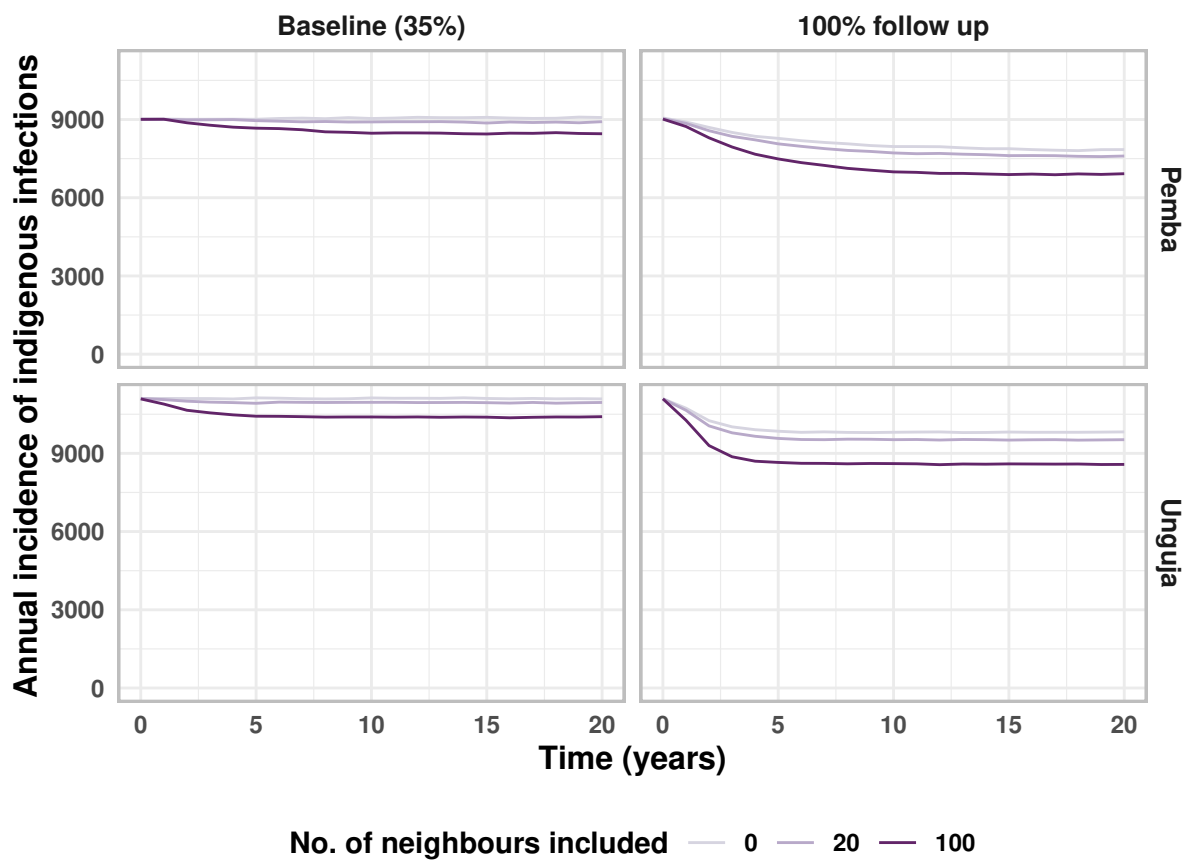 Baseline (35%) 100% follow up
Annual incidence of indigenous infections
9000
6000
3000
0
Pemba
9000
6000
3000
0
Unguja
0 5 10 15 20 0 5 10 15 20
Time (years)
No. of neighbours included 0 20 100